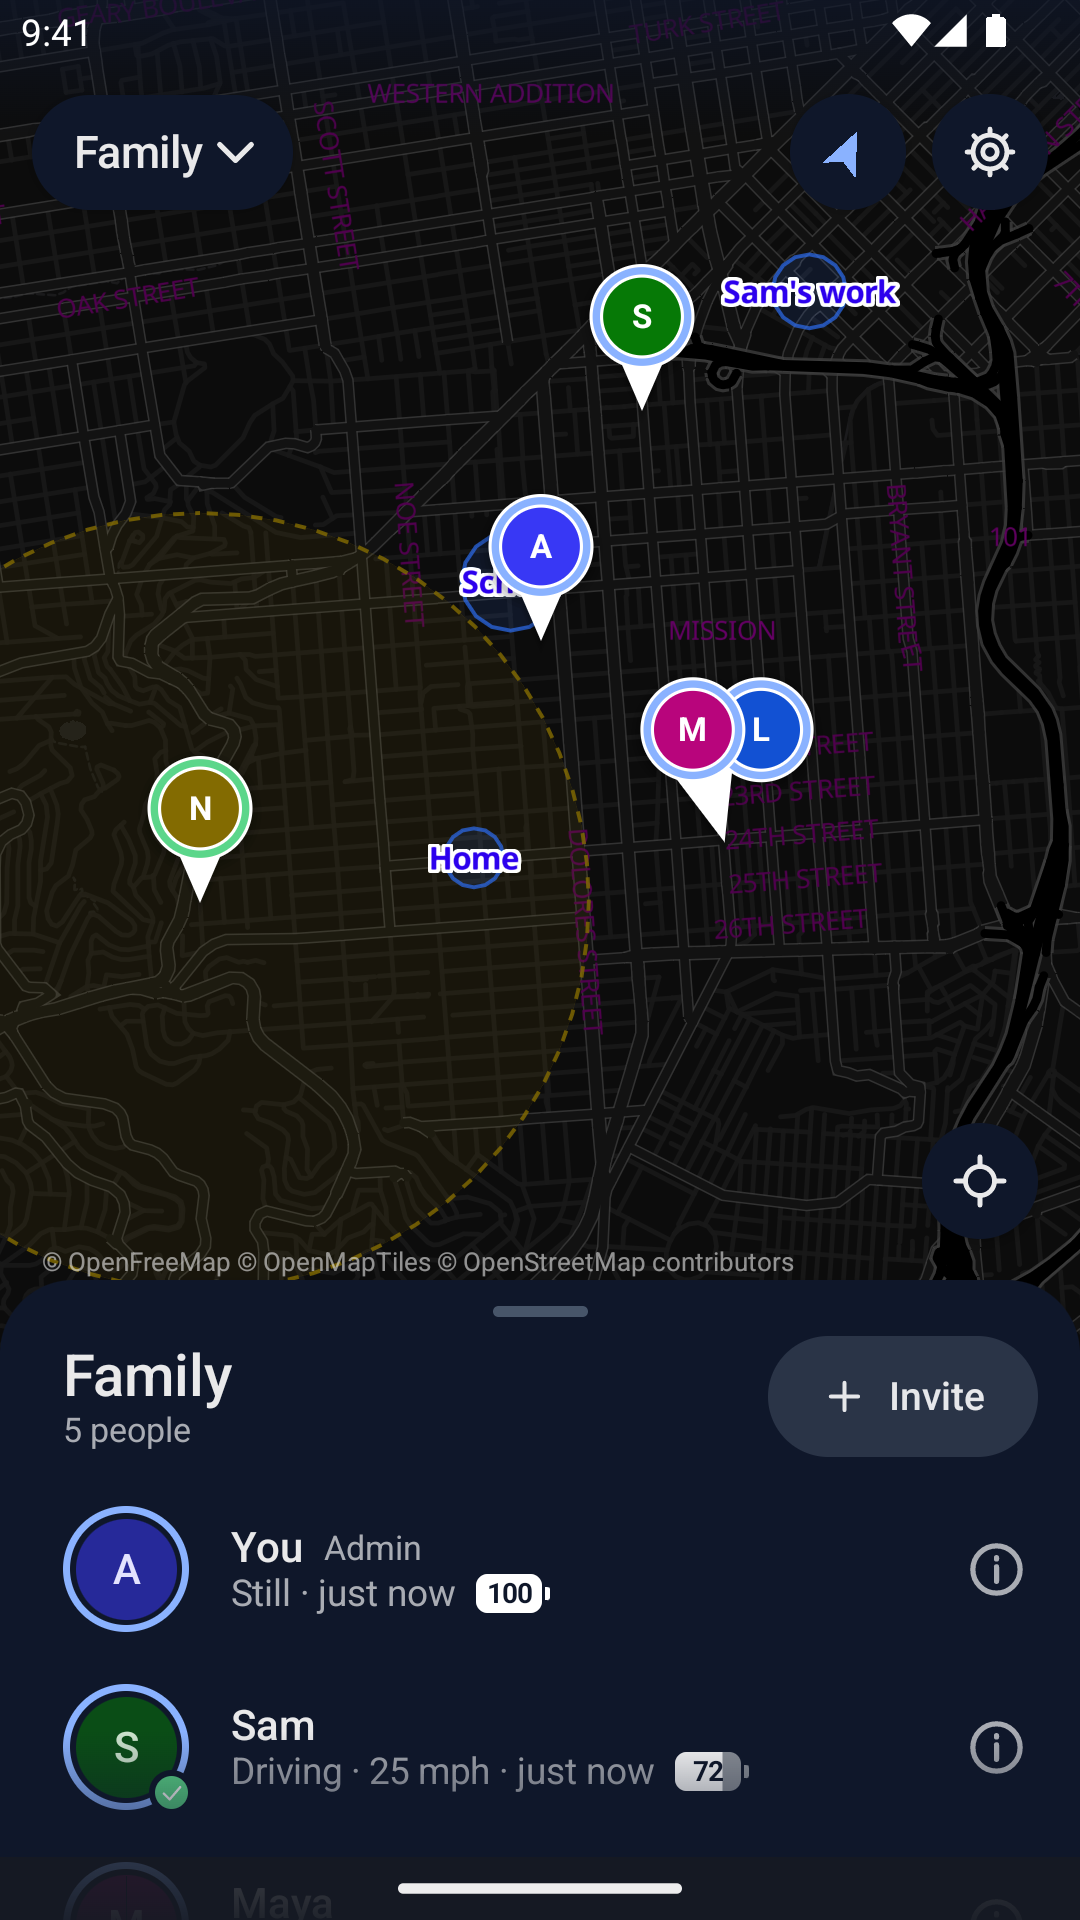 9:41
TURK STREET
WESTERN ADDITION
Family
SCOTT STREET
OAK STREET
Sam's work
S
NOE STREET
A
BRYANT STREET
101
MISSION
M
L
N
23RD STREET
24TH STREET
Home
25TH STREET
26TH STREET
DOLORES STREET
© OpenFreeMap © OpenMapTiles © OpenStreetMap contributors
Family
5 people
Invite
A
You Admin
Still · just now 100
S
Sam
Driving · 25 mph · just now 72
M
Maya